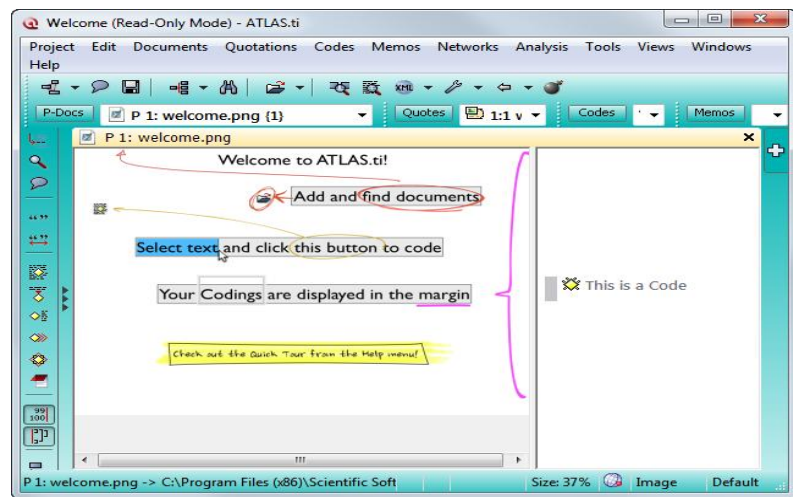 Welcome (Read-Only Mode) - ATLAS.ti
Project Edit Documents Quotations Codes Memos Networks Analysis Tools Views Windows
Help
XML
P-Docs P 1: welcome.png {1} Quotes 1:1 v Codes Memos
P 1: welcome.png
Welcome to ATLAS.ti!
Add and find documents
Select text and click this button to code
Your Codings are displayed in the margin
This is a Code
Check out the Quick Tour from the Help menu!
99
100
P 1: welcome.png -> C:\Program Files (x86)\Scientific Soft Size: 37% Image Default